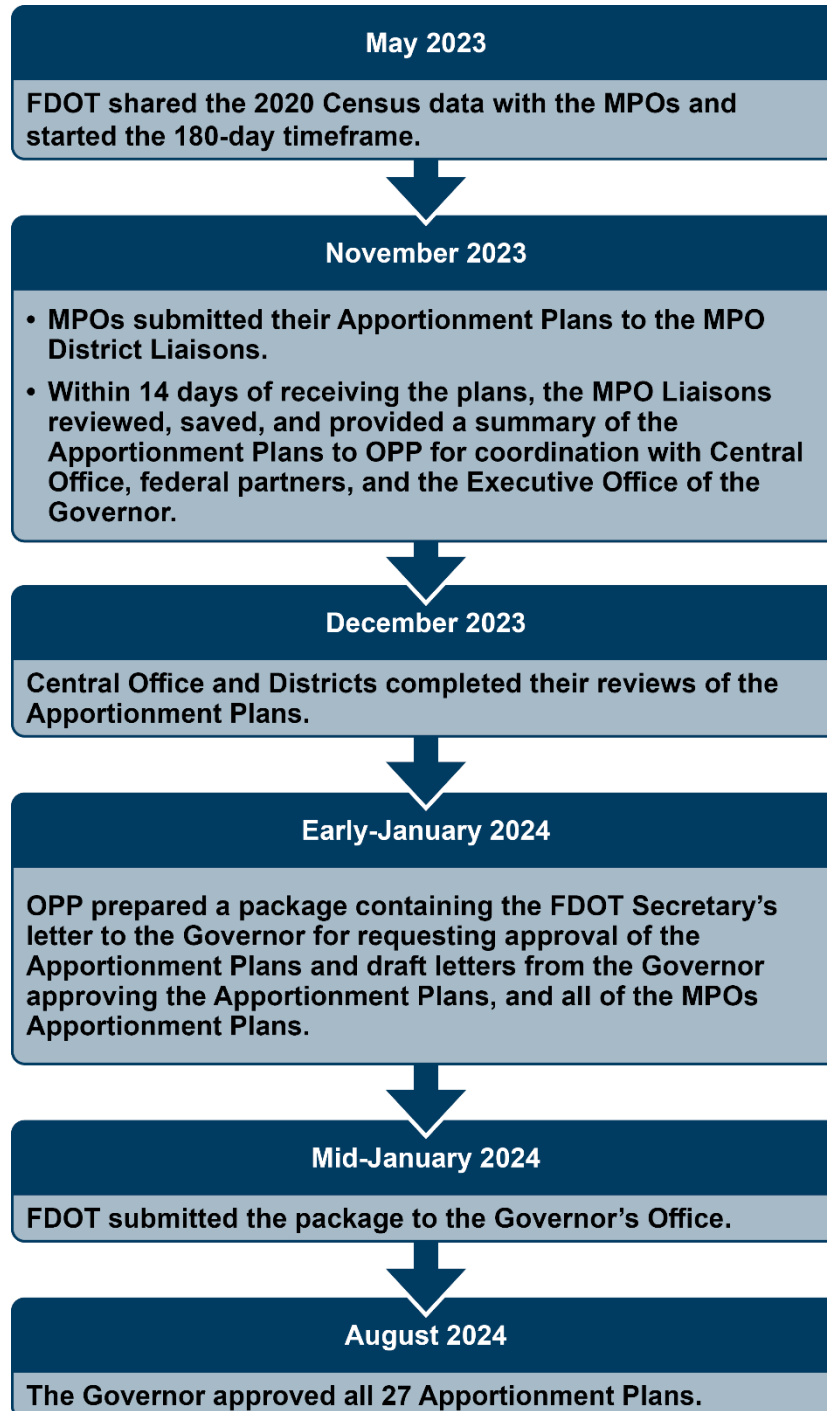 May 2023
FDOT shared the 2020 Census data with the MPOs and
started the 180-day timeframe.
November 2023
• MPOs submitted their Apportionment Plans to the MPO
District Liaisons.
• Within 14 days of receiving the plans, the MPO Liaisons
reviewed, saved, and provided a summary of the
Apportionment Plans to OPP for coordination with Central
Office, federal partners, and the Executive Office of the
Governor.
December 2023
Central Office and Districts completed their reviews of the
Apportionment Plans.
Early-January 2024
OPP prepared a package containing the FDOT Secretary’s
letter to the Governor for requesting approval of the
Apportionment Plans and draft letters from the Governor
approving the Apportionment Plans, and all of the MPOs
Apportionment Plans.
Mid-January 2024
FDOT submitted the package to the Governor’s Office.
August 2024
The Governor approved all 27 Apportionment Plans.